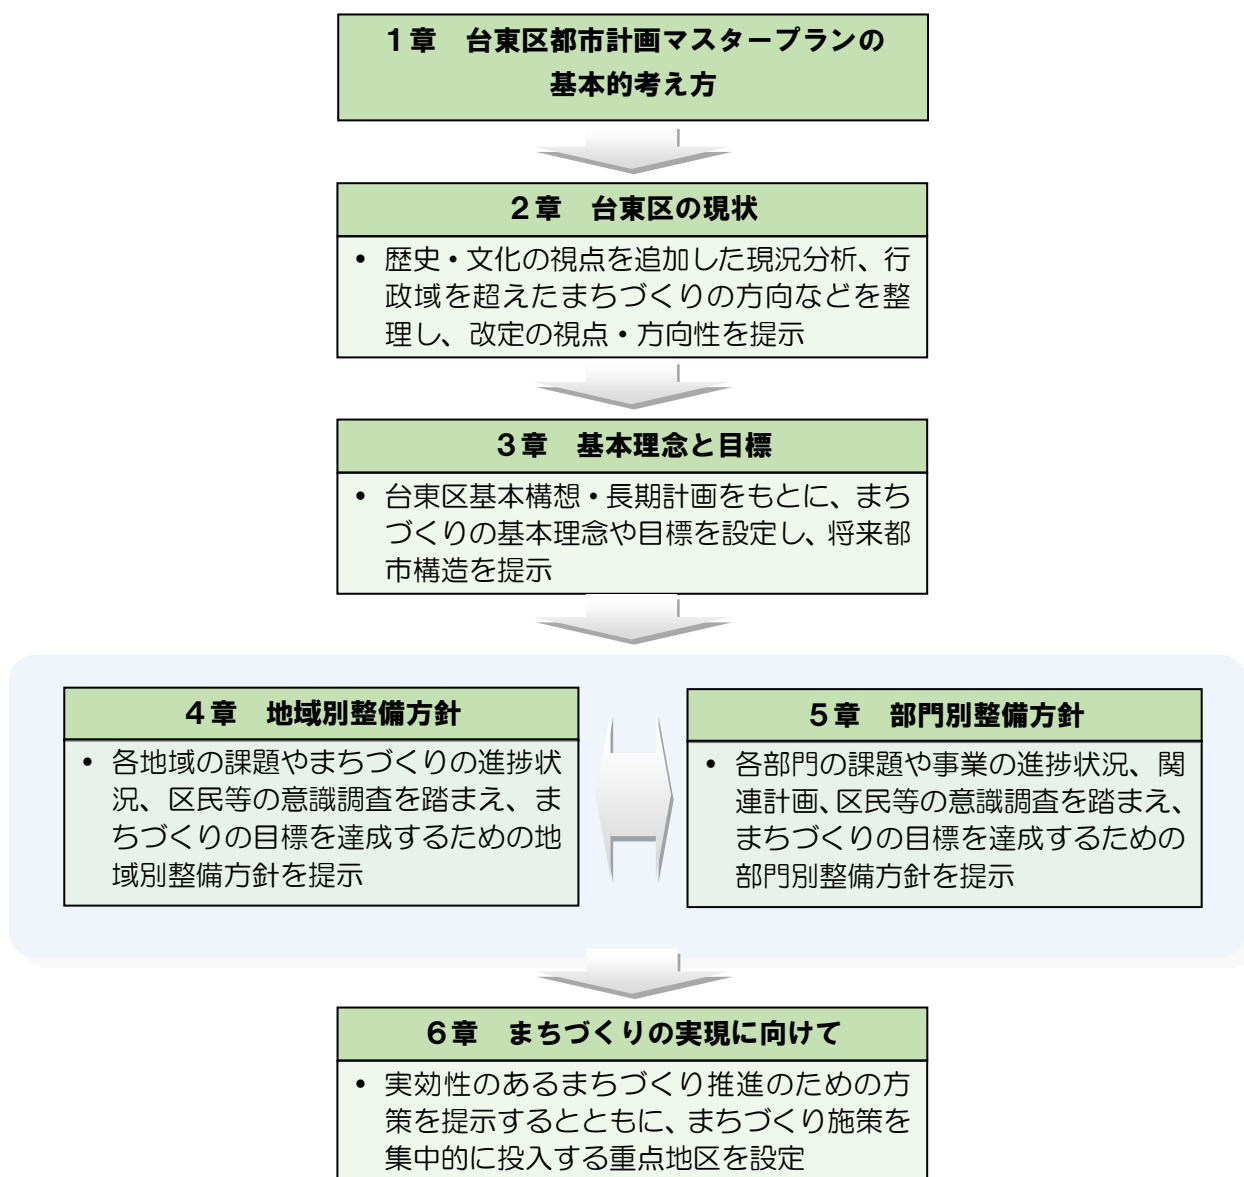 1章　台東区都市計画マスタープランの
基本的考え方
2章　台東区の現状
• 歴史・文化の視点を追加した現況分析、行
政域を超えたまちづくりの方向などを整
理し、改定の視点・方向性を提示
3章　基本理念と目標
• 台東区基本構想・長期計画をもとに、まち
づくりの基本理念や目標を設定し、将来都
市構造を提示
4章　地域別整備方針
• 各地域の課題やまちづくりの進捗状
況、区民等の意識調査を踏まえ、ま
ちづくりの目標を達成するための地
域別整備方針を提示
5章　部門別整備方針
• 各部門の課題や事業の進捗状況、関
連計画、区民等の意識調査を踏まえ、
まちづくりの目標を達成するための
部門別整備方針を提示
6章　まちづくりの実現に向けて
• 実効性のあるまちづくり推進のための方
策を提示するとともに、まちづくり施策を
集中的に投入する重点地区を設定